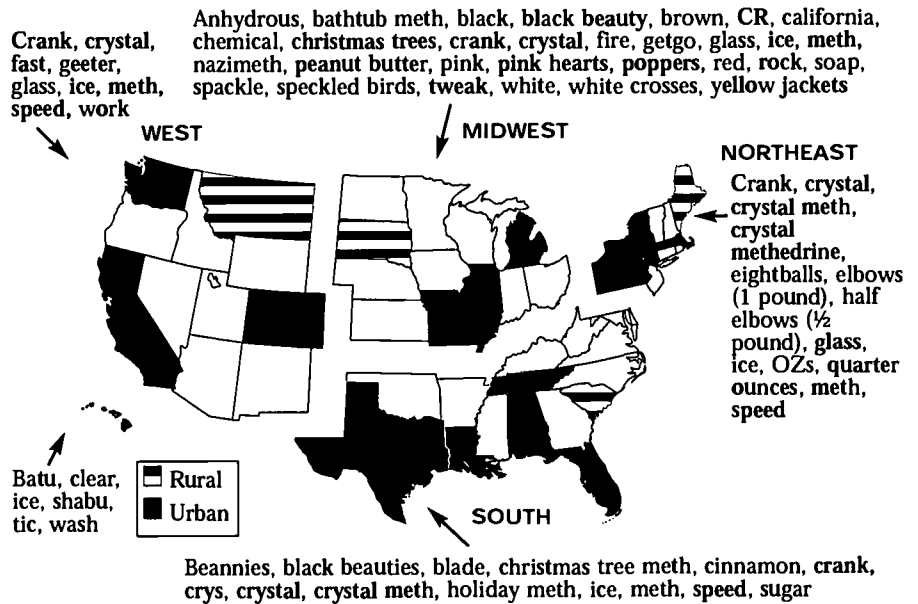 Anhydrous, bathtub meth, black, black beauty, brown, CR, california,
chemical, christmas trees, crank, crystal, fire, getgo, glass, ice, meth,
nazimeth, peanut butter, pink, pink hearts, poppers, red, rock, soap,
spackle, speckled birds, tweak, white, white crosses, yellow jackets
Crank, crystal,
fast, geeter,
glass, ice, meth,
speed, work
WEST
MIDWEST
NORTHEAST
Crank, crystal,
crystal meth,
crystal
methedrine,
eightballs, elbows
(1 pound), half
elbows (½
pound), glass,
ice, OZs, quarter
ounces, meth,
speed
Batu, clear,
ice, shabu,
tic, wash
Rural
Urban
SOUTH
Beannies, black beauties, blade, christmas tree meth, cinnamon, crank,
crys, crystal, crystal meth, holiday meth, ice, meth, speed, sugar